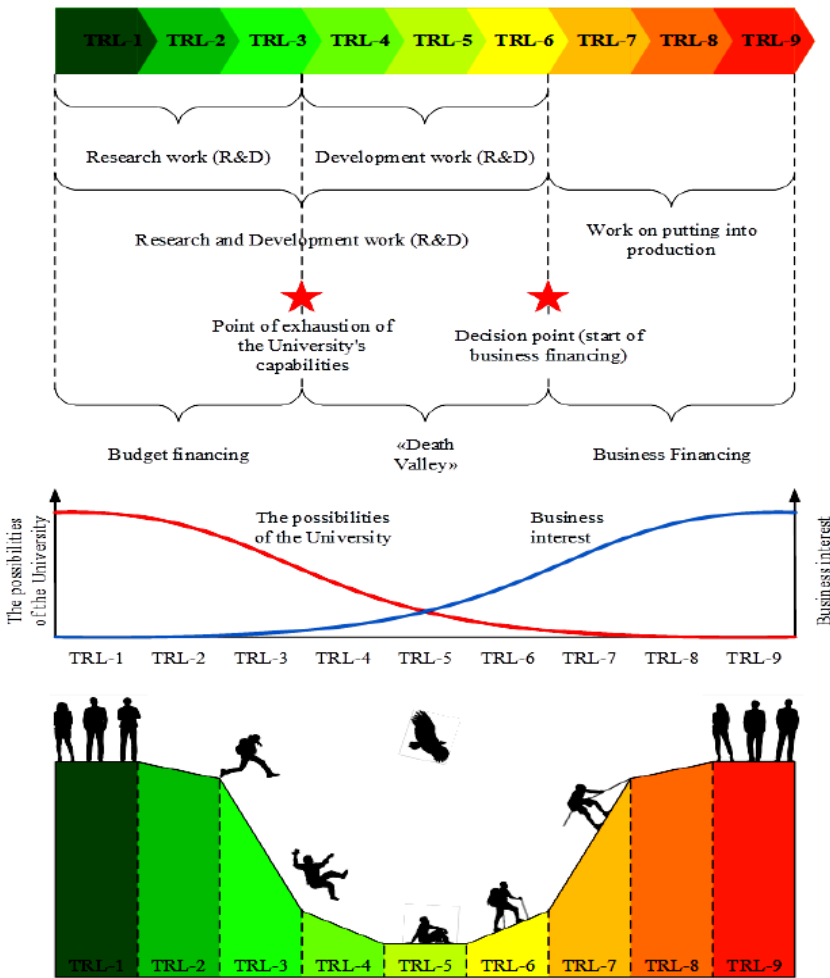 TRL-1 TRL-2 TRL-3 TRL-4 TRL-5 TRL-6 TRL-7 TRL-8 TRL-9
Research work (R&D)
Development work (R&D)
Research and Development work (R&D)
Work on putting into
production
Point of exhaustion of
the University's
capabilities
Decision point (start of
business financing)
Budget financing
«Death
Valley»
Business Financing
The possibilities
of the University
The possibilities
of the University
Business
interest
Business interest
TRL-1 TRL-2 TRL-3 TRL-4 TRL-5 TRL-6 TRL-7 TRL-8 TRL-9
TRL-1 TRL-2 TRL-3 TRL-4 TRL-5 TRL-6 TRL-7 TRL-8 TRL-9